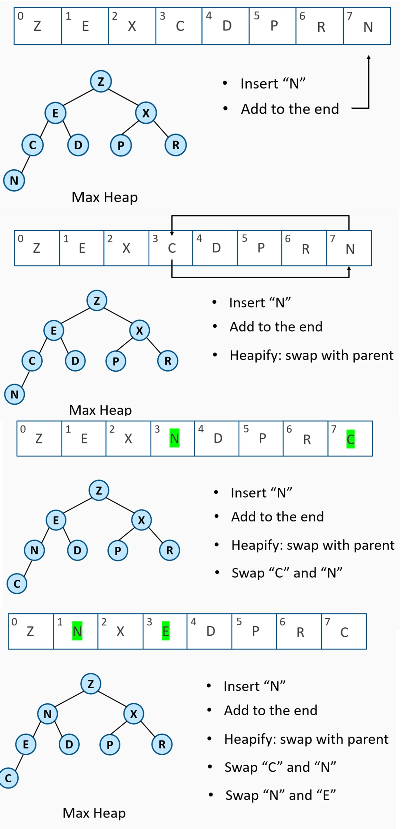 0 Z 1 E 2 X 3 C 4 D 5 P 6 R 7 N
• Insert “N”
• Add to the end
Z
E X
C D P R
N
Max Heap
0 Z 1 E 2 X 3 C 4 D 5 P 6 R 7 N
• Insert “N”
• Add to the end
• Heapify: swap with parent
Z
E X
C D P R
N
Max Heap
0 Z 1 E 2 X 3 N 4 D 5 P 6 R 7 C
• Insert “N”
• Add to the end
• Heapify: swap with parent
• Swap “C” and “N”
Z
E X
N D P R
C
0 Z 1 N 2 X 3 E 4 D 5 P 6 R 7 C
• Insert “N”
• Add to the end
• Heapify: swap with parent
• Swap “C” and “N”
• Swap “N” and “E”
Z
N X
E D P R
C
Max Heap